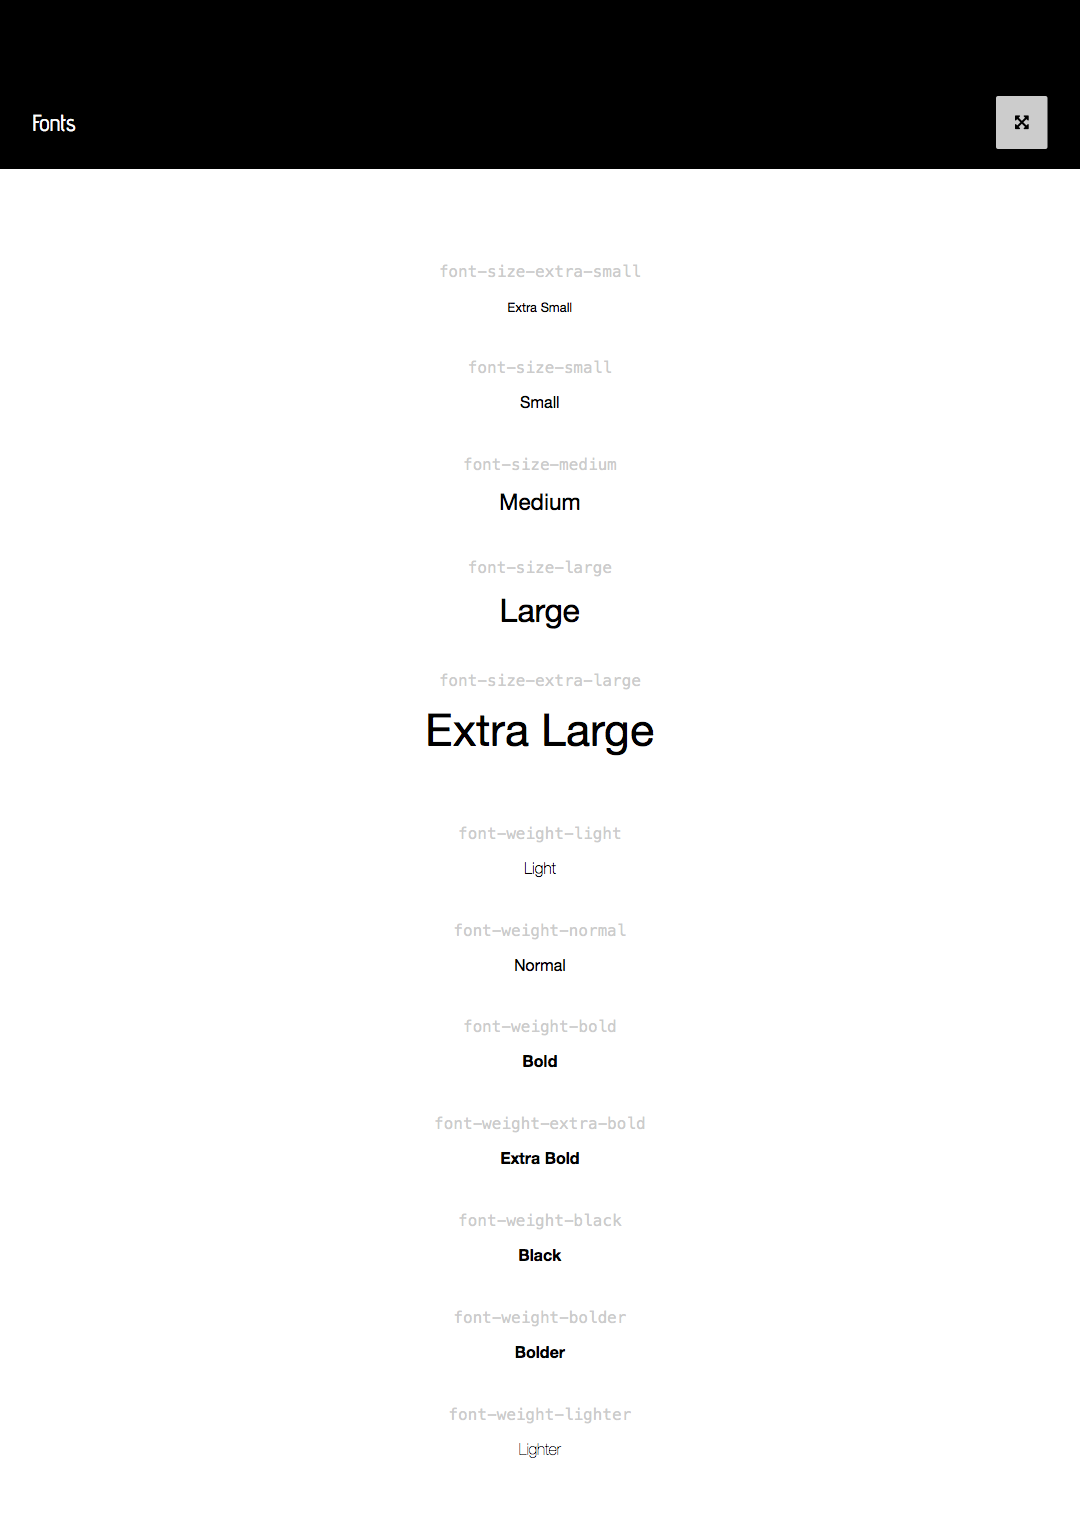 Fonts
font-size-extra-small
Extra Small
font-size-small
Small
font-size-medium
Medium
font-size-large
Large
font-size-extra-large
Extra Large
font-weight-light
Light
font-weight-normal
Normal
font-weight-bold
Bold
font-weight-extra-bold
Extra Bold
font-weight-black
Black
font-weight-bolder
Bolder
font-weight-lighter
Lighter